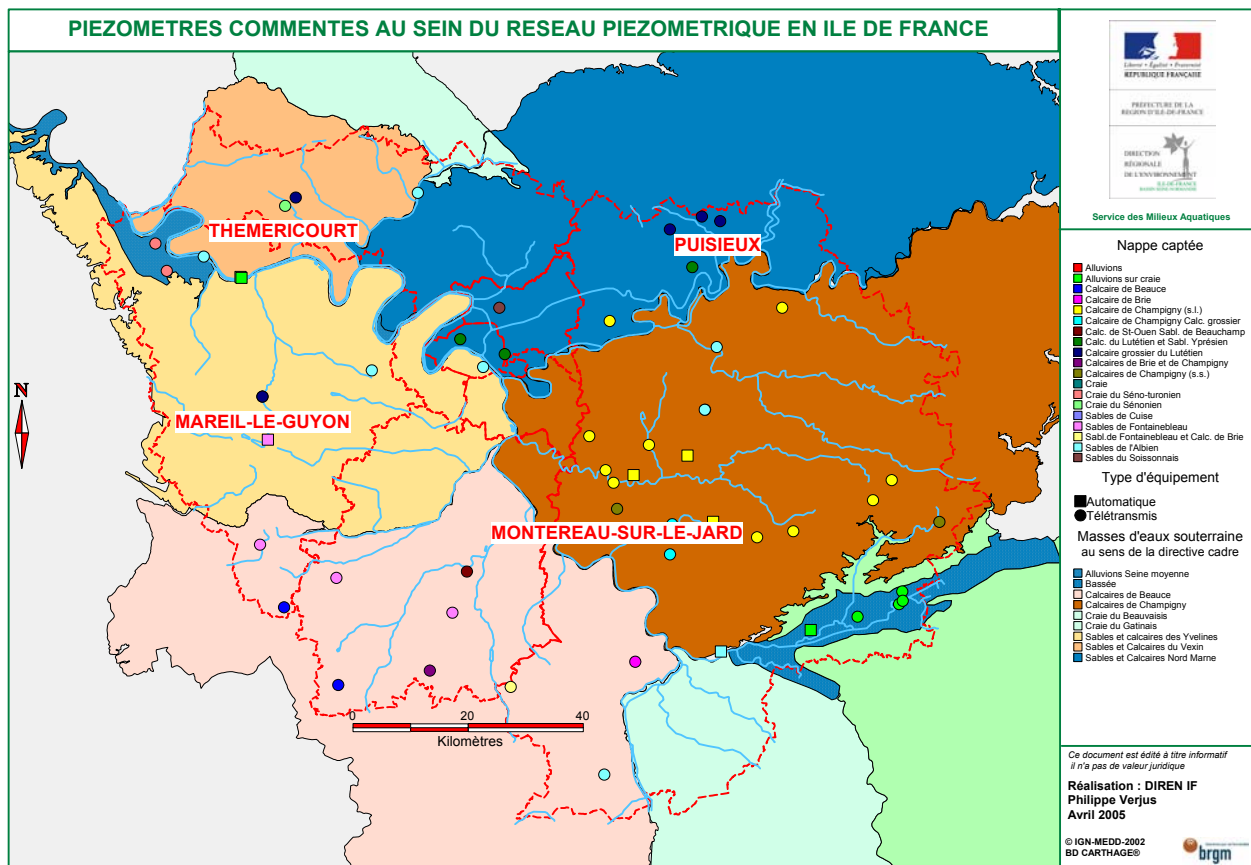 PIEZOMETRES COMMENTES AU SEIN DU RESEAU PIEZOMETRIQUE EN ILE DE FRANCE
THEMERICOURT
PUISIEUX
MAREIL-LE-GUYON
MONTEREAU-SUR-LE-JARD
N
0 20 40
Kilomètres
Liberté • Égalité • Fraternité
RÉPUBLIQUE FRANÇAISE
PRÉFECTURE DE LA
REGION D'ILE-DE-FRANCE
DIRECTION
RÉGIONALE
DE L'ENVIRONNEMENT
ILE-DE-FRANCE
Service des Milieux Aquatiques
Nappe captée
Alluvions
Alluvions sur craie
Calcaire de Beauce
Calcaire de Brie
Calcaire de Champigny (s.l.)
Calcaire de Champigny Calc. grossier
Calc. de St-Ouen Sabl. de Beauchamp
Calc. du Lutétien et Sabl. Yprésien
Calcaire grossier du Lutétien
Calcaires de Brie et de Champigny
Calcaires de Champigny (s.s.)
Craie
Craie du Séno-turonien
Craie du Sénonien
Sables de Cuise
Sables de Fontainebleau
Sabl.de Fontainebleau et Calc. de Brie
Sables de l'Albien
Sables du Soissonnais
Type d'équipement
Automatique
Télétransmis
Masses d'eaux souterraine
au sens de la directive cadre
Alluvions Seine moyenne
Bassée
Calcaires de Beauce
Calcaires de Champigny
Craie du Beauvaisis
Craie du Gatinais
Sables et calcaires des Yvelines
Sables et Calcaires du Vexin
Sables et Calcaires Nord Marne
Ce document est édité à titre informatif
il n'a pas de valeur juridique
Réalisation : DIREN IF
Philippe Verjus
Avril 2005
© IGN-MEDD-2002
BD CARTHAGE®
brgm